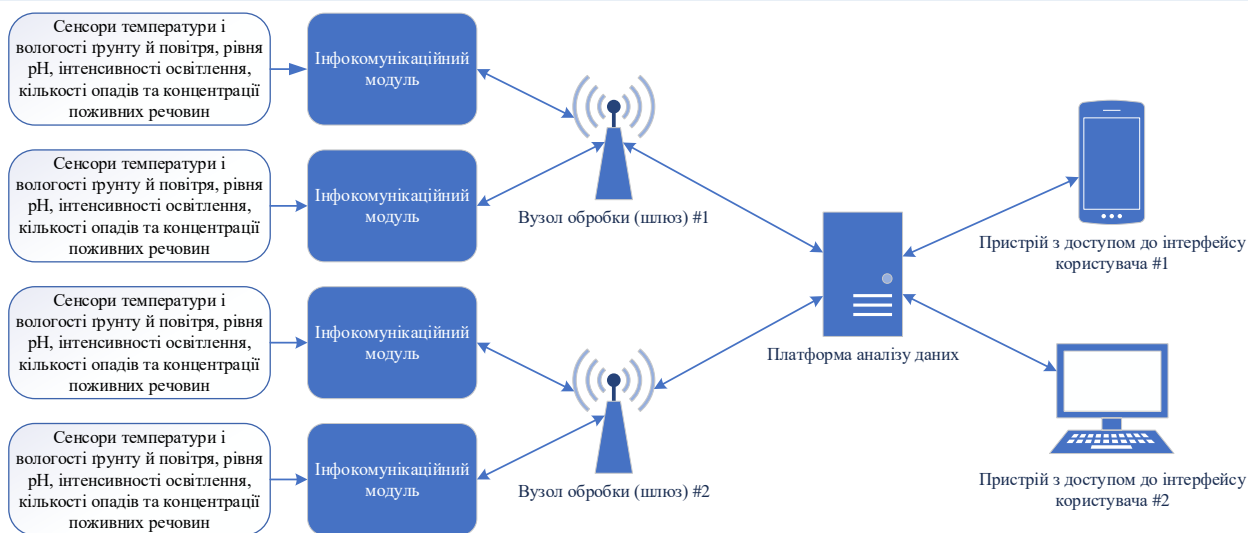 Сенсори температури і
вологості ґрунту й повітря, рівня
pH, інтенсивності освітлення,
кількості опадів та концентрації
поживних речовин
Інфокомунікаційний
модуль
Сенсори температури і
вологості ґрунту й повітря, рівня
pH, інтенсивності освітлення,
кількості опадів та концентрації
поживних речовин
Інфокомунікаційний
модуль
Вузол обробки (шлюз) #1
Сенсори температури і
вологості ґрунту й повітря, рівня
pH, інтенсивності освітлення,
кількості опадів та концентрації
поживних речовин
Інфокомунікаційний
модуль
Сенсори температури і
вологості ґрунту й повітря, рівня
pH, інтенсивності освітлення,
кількості опадів та концентрації
поживних речовин
Інфокомунікаційний
модуль
Вузол обробки (шлюз) #2
Платформа аналізу даних
Пристрій з доступом до інтерфейсу
користувача #1
Пристрій з доступом до інтерфейсу
користувача #2